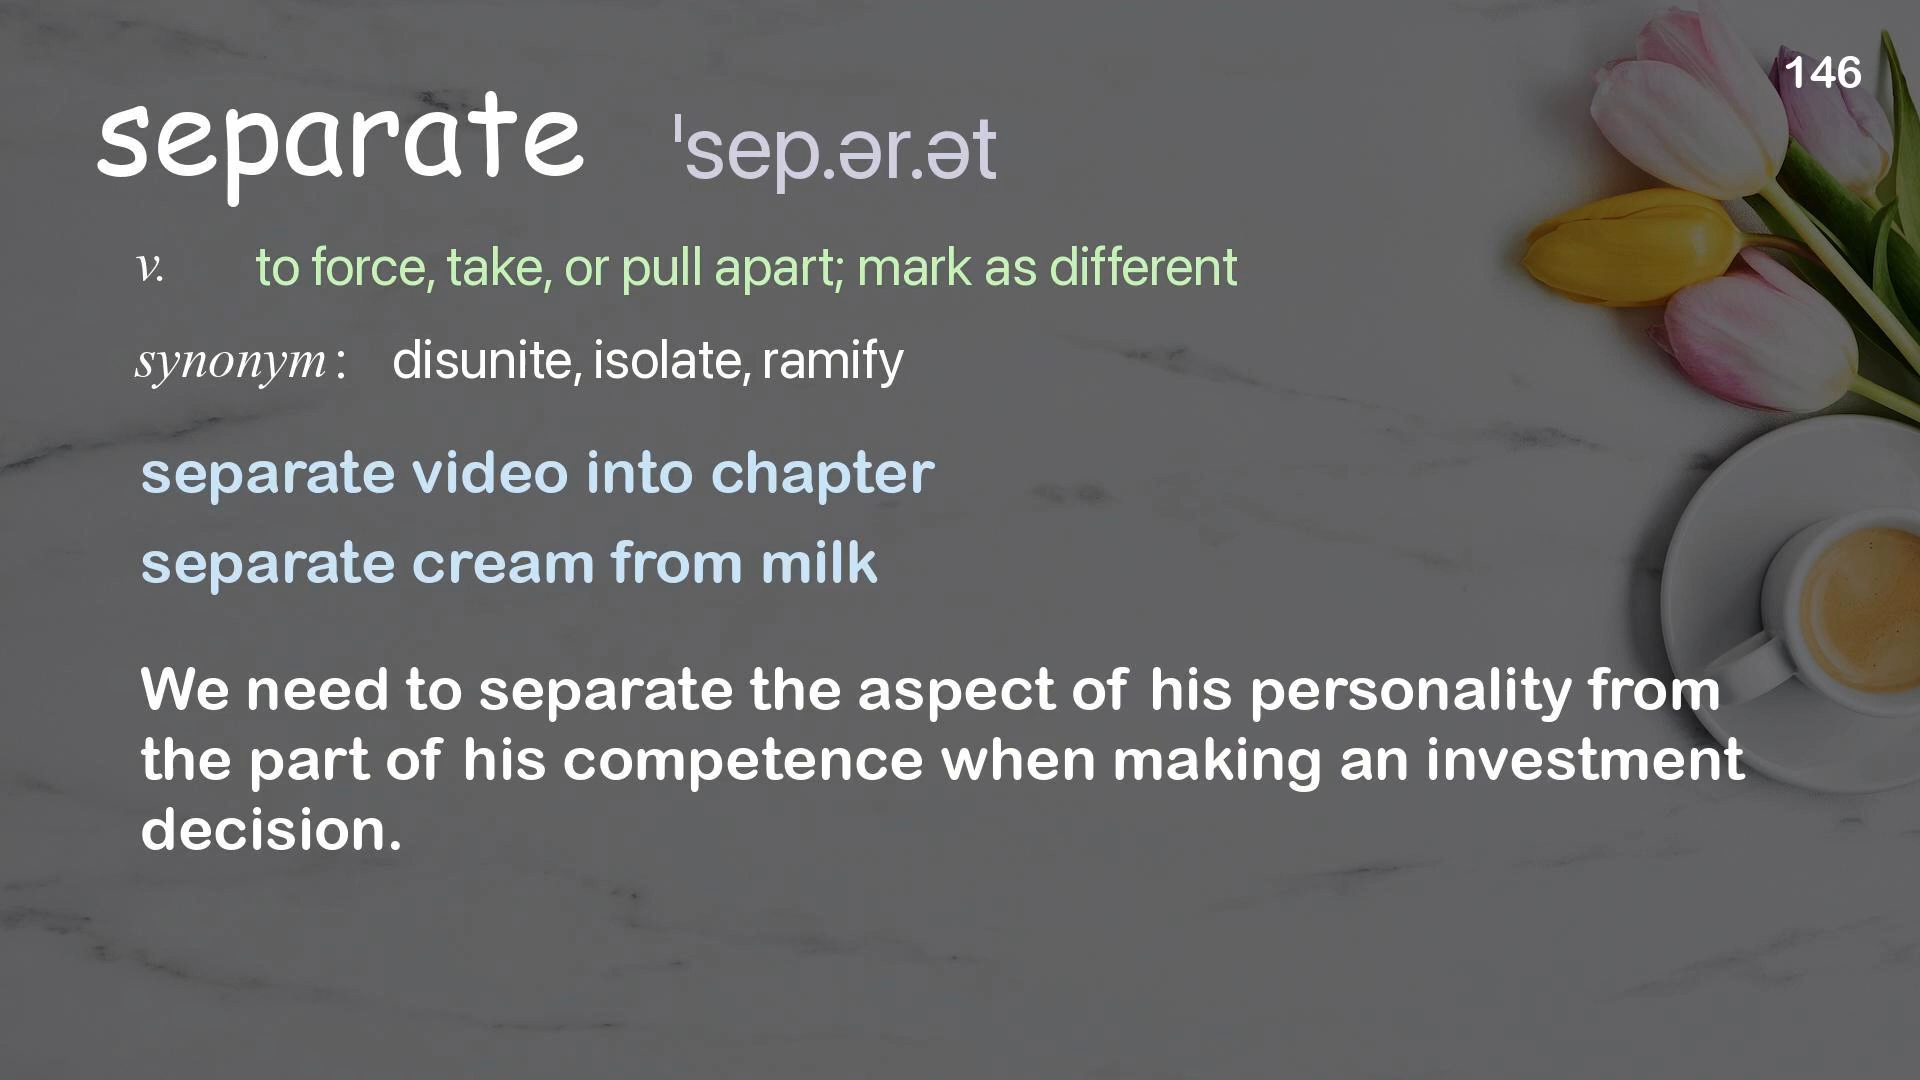 146
separate ˈsep.ər.ət
v. to force, take, or pull apart; mark as different
synonym: disunite, isolate, ramify
separate video into chapter
separate cream from milk
We need to separate the aspect of his personality from
the part of his competence when making an investment
decision.